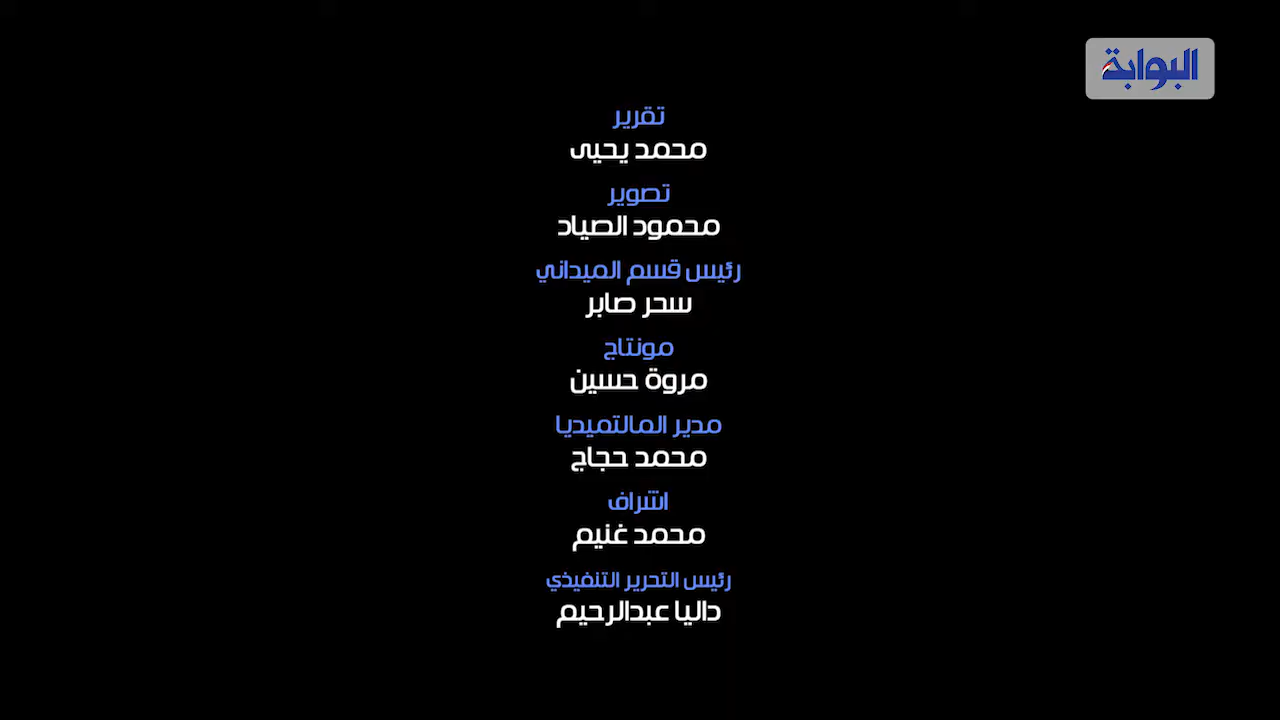 البوابة
تقرير
محمد يحيى
تصوير
محمود الصياد
رئيس قسم الميداني
سحر صابر
مونتاج
مروة حسين
مدير المالتميديا
محمد حجاج
اشراف
محمد غنيم
رئيس التحرير التنفيذي
داليا عبدالرحيم